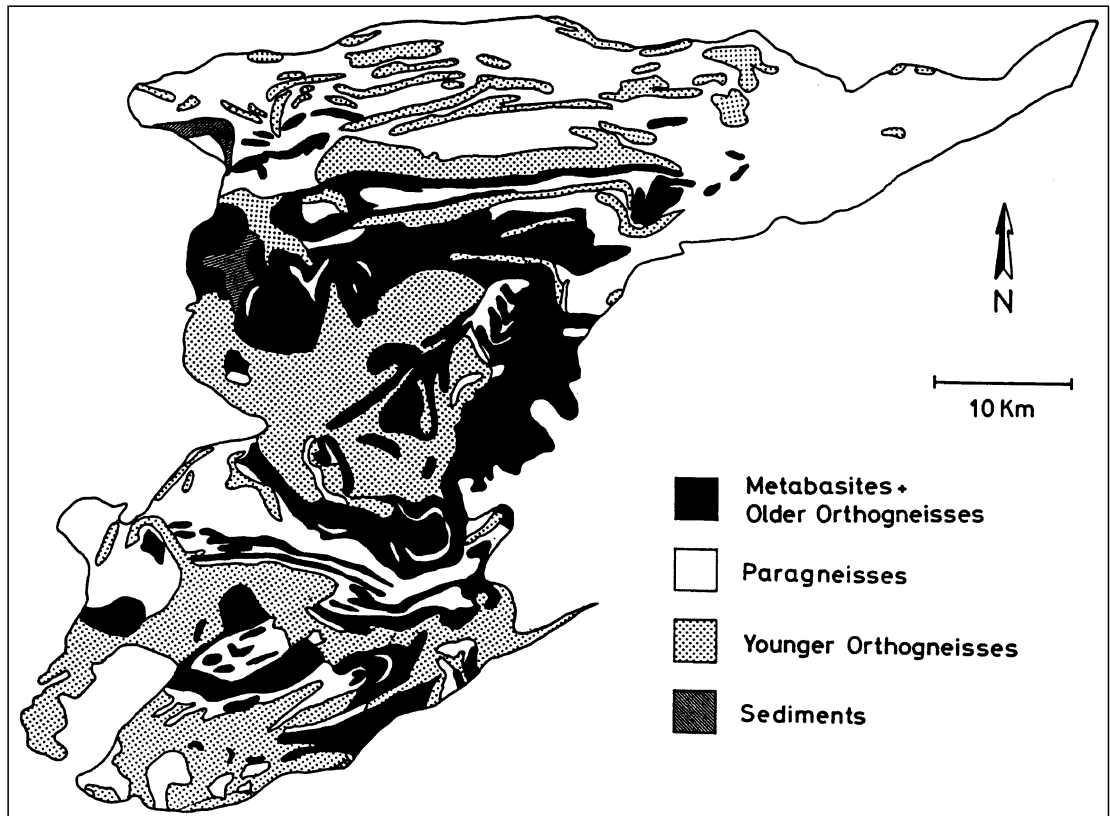 N
10 Km
Metabasites +
Older Orthogneisses
Paragneisses
Younger Orthogneisses
Sediments